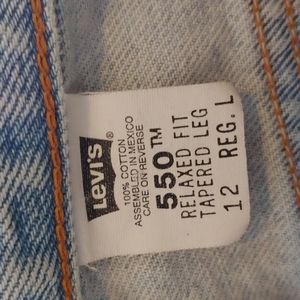 Levi's
100% COTTON
ASSEMBLED IN MEXICO
CARE ON REVERSE
550™
RELAXED FIT
TAPERED LEG
12 REG. L